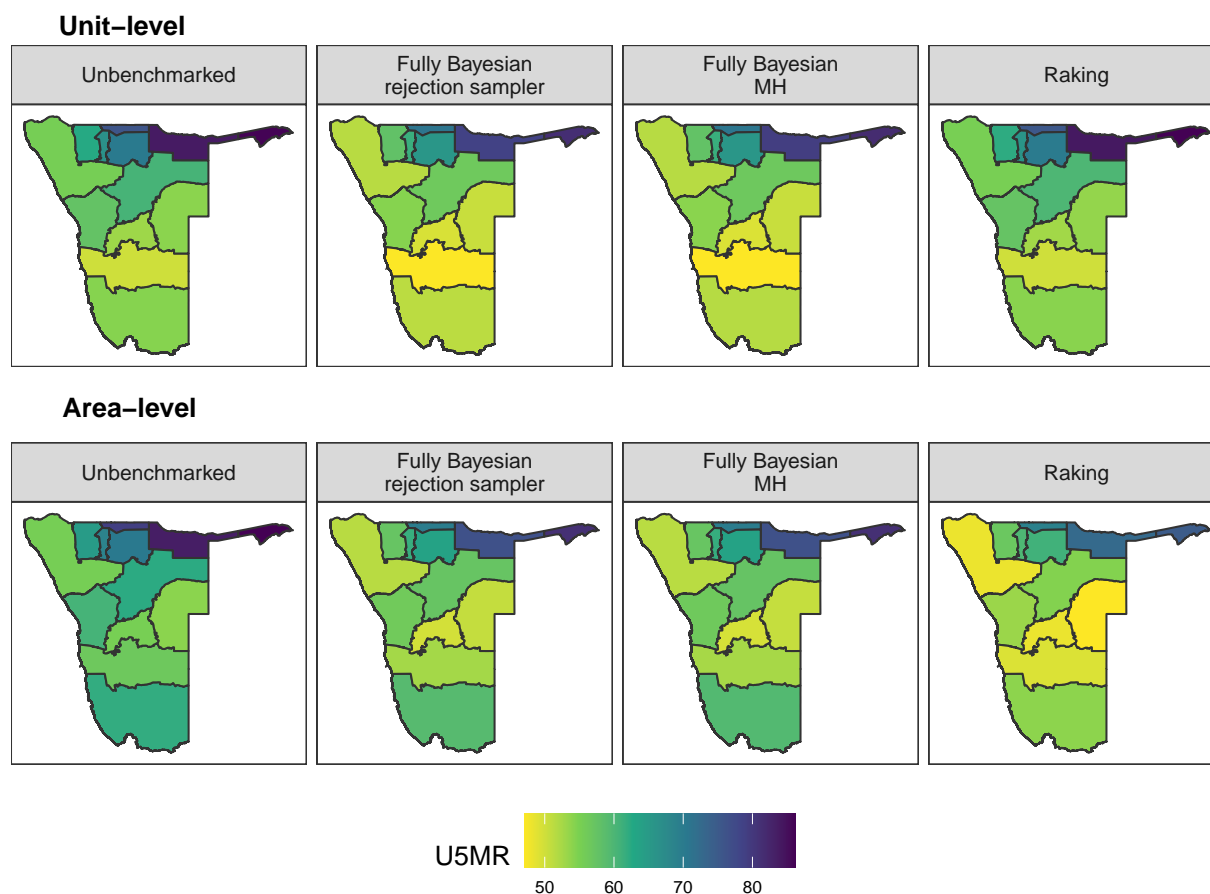 Unit–level
Unbenchmarked
Fully Bayesian
rejection sampler
Fully Bayesian
MH
Raking
Area–level
Unbenchmarked
Fully Bayesian
rejection sampler
Fully Bayesian
MH
Raking
U5MR
50 60 70 80